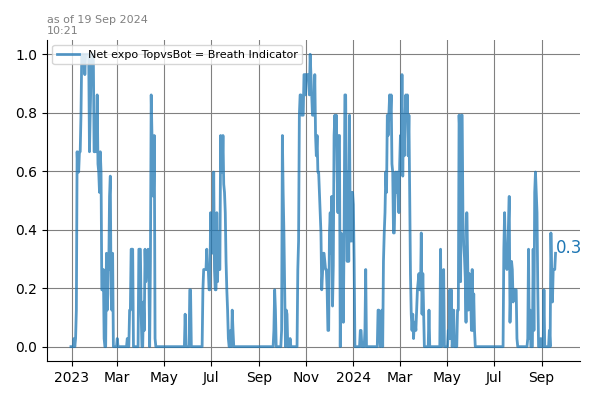 as of 19 Sep 2024
10:21
Net expo TopvsBot = Breath Indicator
1.0
0.8
0.6
0.4
0.2
0.0
0.3
2023 Mar May Jul Sep Nov 2024 Mar May Jul Sep